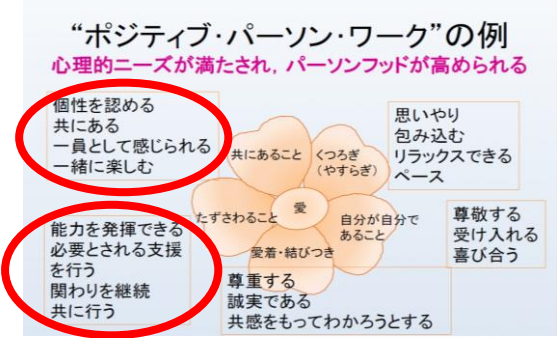 “ポジティブ・パーソン・ワーク”の例
心理的ニーズが満たされ，パーソンフッドが高められる
個性を認める
共にある
一員として感じられる
一緒に楽しむ
思いやり
包み込む
リラックスできる
ペース
共にあること
くつろぎ
（やすらぎ）
愛
たずさわること
自分が自分で
あること
愛着・結びつき
能力を発揮できる
必要とされる支援
を行う
関わりを継続
共に行う
尊敬する
受け入れる
喜び合う
尊重する
誠実である
共感をもってわかろうとする